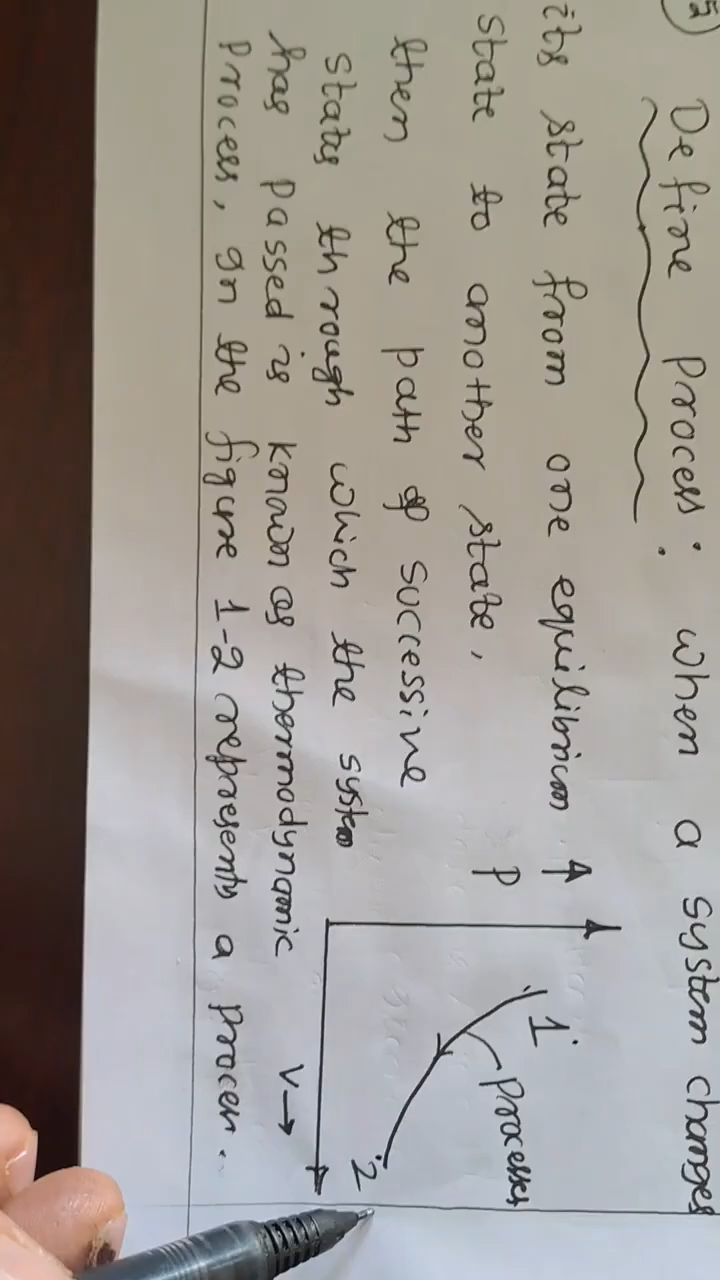 5 Define process: when a system changes
its state from one equilibrium
state to another state,
then the path of successive
states through which the system
has passed is known as thermodynamic
process, In the figure 1-2 represents a process..
P
1
processes
2
V→